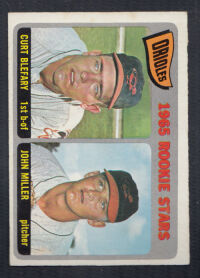 ORIOLES
1965 ROOKIE STARS
CURT BLEFARY 1st b-of
JOHN MILLER pitcher